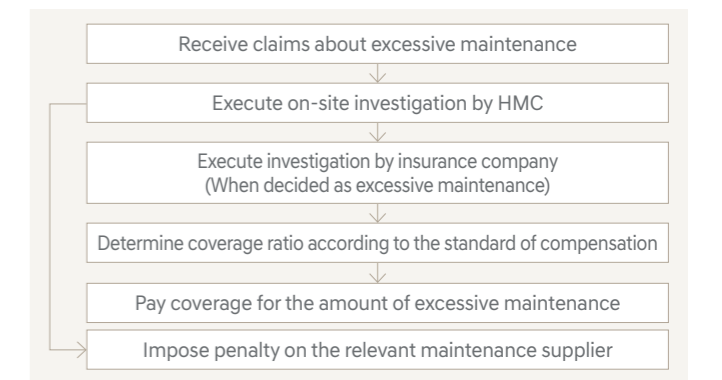 Receive claims about excessive maintenance
Execute on-site investigation by HMC
Execute investigation by insurance company
(When decided as excessive maintenance)
Determine coverage ratio according to the standard of compensation
Pay coverage for the amount of excessive maintenance
Impose penalty on the relevant maintenance supplier